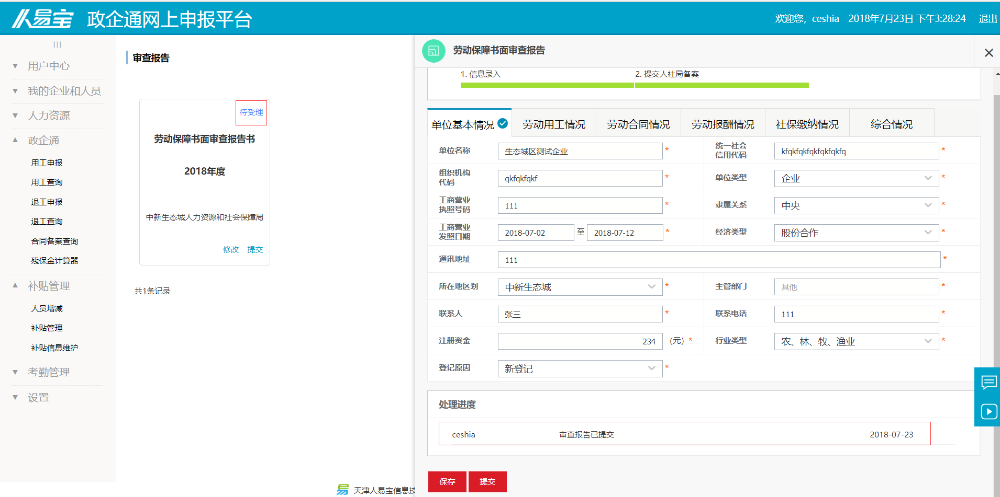 人易宝 政企通网上申报平台
欢迎您，ceshia 2018年7月23日 下午3:28:24 退出
用户中心
我的企业和人员
人力资源
政企通
用工申报
用工查询
退工申报
退工查询
合同备案查询
残保金计算器
补贴管理
人员增减
补贴管理
补贴信息维护
考勤管理
设置
审查报告
待受理
劳动保障书面审查报告书
2018年度
中新生态城人力资源和社会保障局
修改 提交
共1条记录
天津人易宝信息技
劳动保障书面审查报告
1. 信息录入 2. 提交人社局备案
单位基本情况 劳动用工情况 劳动合同情况 劳动报酬情况 社保缴纳情况 综合情况
单位名称 生态城区测试企业 *
统一社会
信用代码 kfqkfqkfqkfqkfqkfq *
组织机构
代码 qkfqkfqkf *
单位类型 企业 *
工商营业
执照号码 111 *
隶属关系 中央 *
工商营业
发照日期 2018-07-02 至 2018-07-12 *
经济类型 股份合作 *
通讯地址 111 *
所在地区划 中新生态城 *
主管部门 其他 *
联系人 张三 *
联系电话 111 *
注册资金 234 (元) *
行业类型 农、林、牧、渔业 *
登记原因 新登记 *
处理进度
ceshia 审查报告已提交 2018-07-23
保存 提交